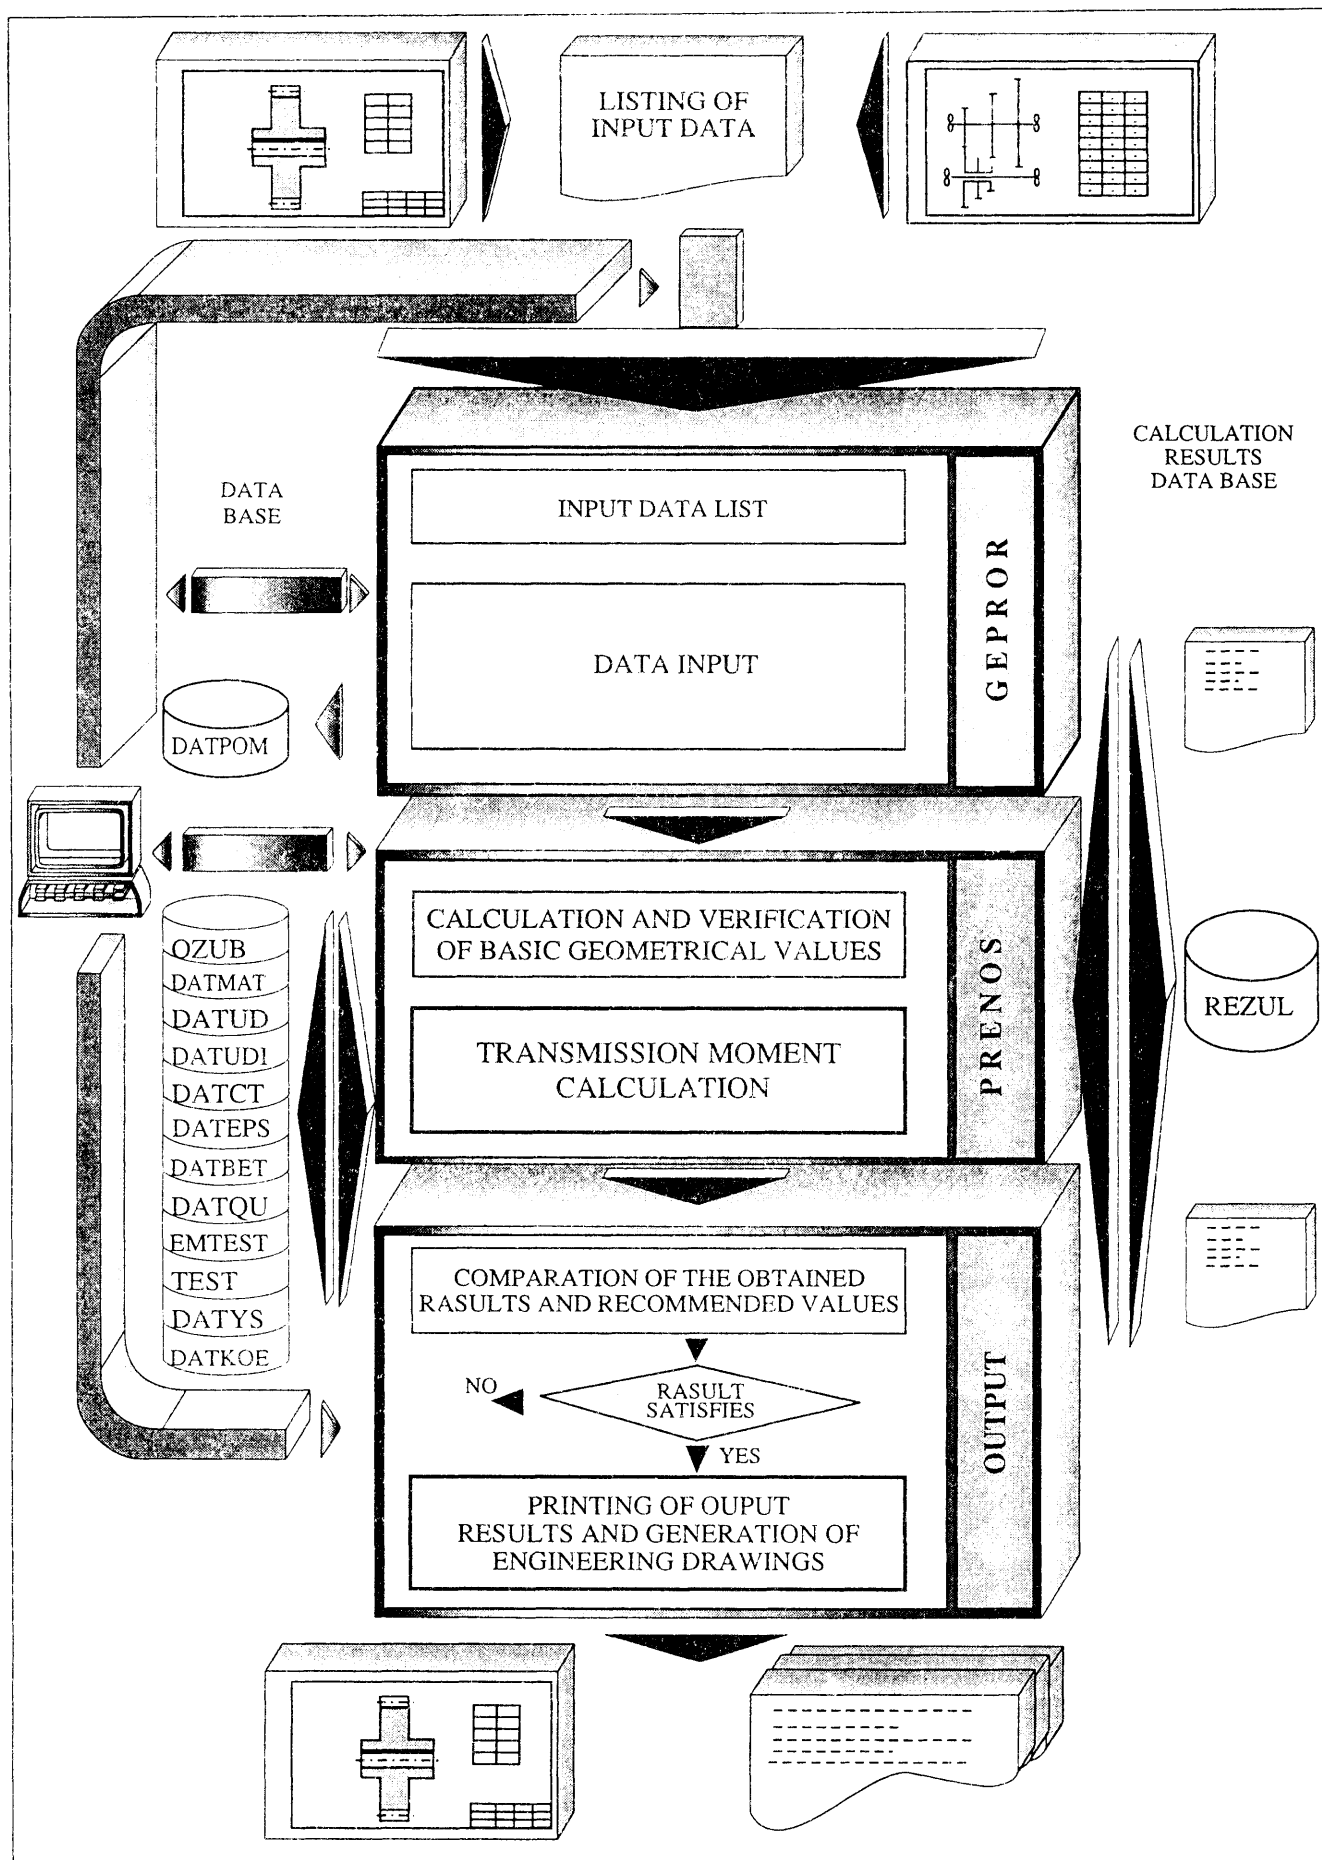 LISTING OF
INPUT DATA
CALCULATION
RESULTS
DATA BASE
DATA
BASE
INPUT DATA LIST
DATA INPUT
GEPROR
DATPOM
CALCULATION AND VERIFICATION
OF BASIC GEOMETRICAL VALUES
TRANSMISSION MOMENT
CALCULATION
PRENOS
REZUL
OZUB
DATMAT
DATUD
DATUDI
DATCT
DATEPS
DATBET
DATQU
EMTEST
TEST
DATYS
DATKOE
COMPARATION OF THE OBTAINED
RASULTS AND RECOMMENDED VALUES
NO
RASULT
SATISFIES
YES
PRINTING OF OUPUT
RESULTS AND GENERATION OF
ENGINEERING DRAWINGS
OUTPUT